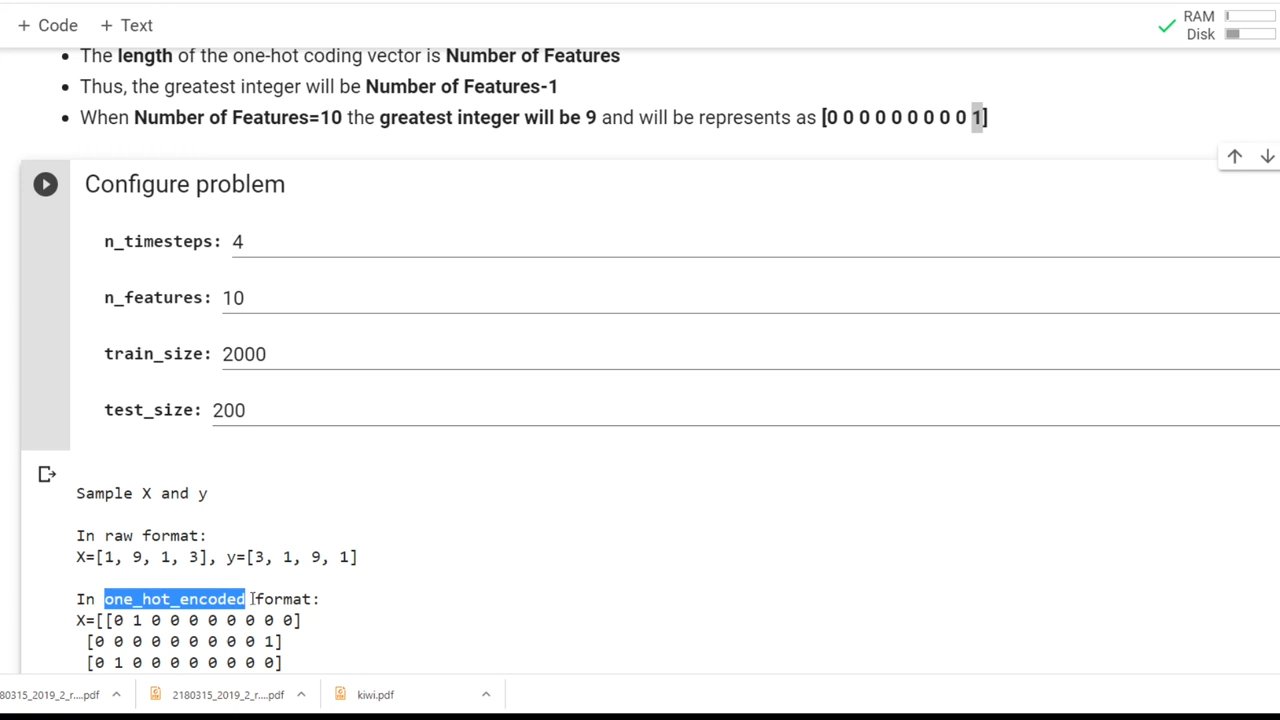 + Code + Text
RAM
Disk
• The length of the one-hot coding vector is Number of Features
• Thus, the greatest integer will be Number of Features-1
• When Number of Features=10 the greatest integer will be 9 and will be represents as [0 0 0 0 0 0 0 0 0 1]
Configure problem
n_timesteps: 4
n_features: 10
train_size: 2000
test_size: 200
Sample X and y
In raw format:
X=[1, 9, 1, 3], y=[3, 1, 9, 1]
In one_hot_encoded format:
X=[[0 1 0 0 0 0 0 0 0 0]
[0 0 0 0 0 0 0 0 0 1]
[0 1 0 0 0 0 0 0 0 0]
80315_2019_2_r....pdf
2180315_2019_2_r....pdf
kiwi.pdf